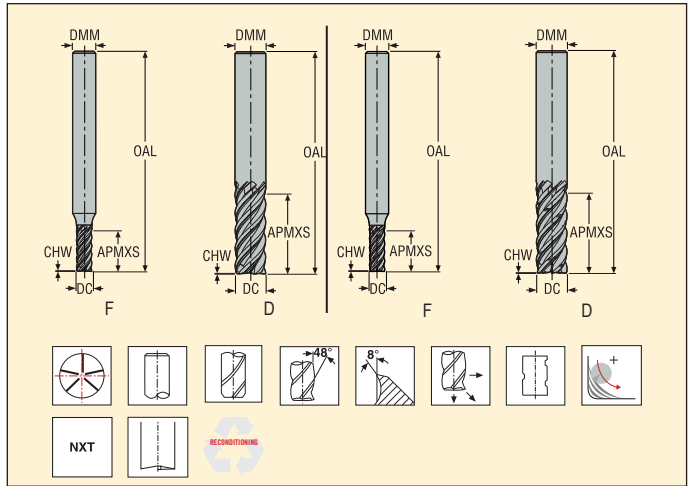 DMM DMM DMM DMM
OAL OAL OAL OAL
CHW APMXS CHW APMXS CHW APMXS CHW APMXS
DC DC DC DC
F D F D
48° 8° +
NXT RECONDITIONING